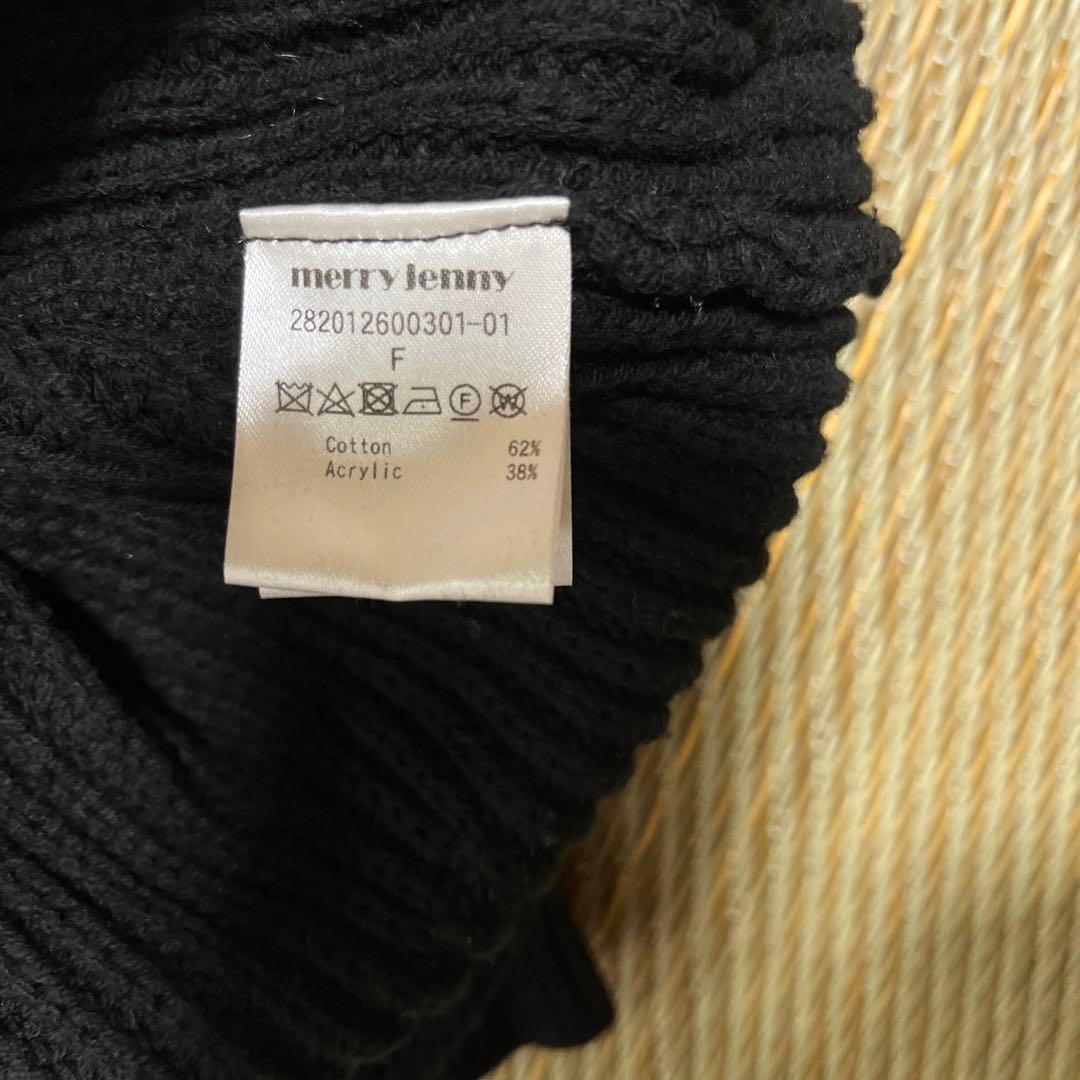 merry jenny
282012600301-01
F
F W
Cotton 62%
Acrylic 38%